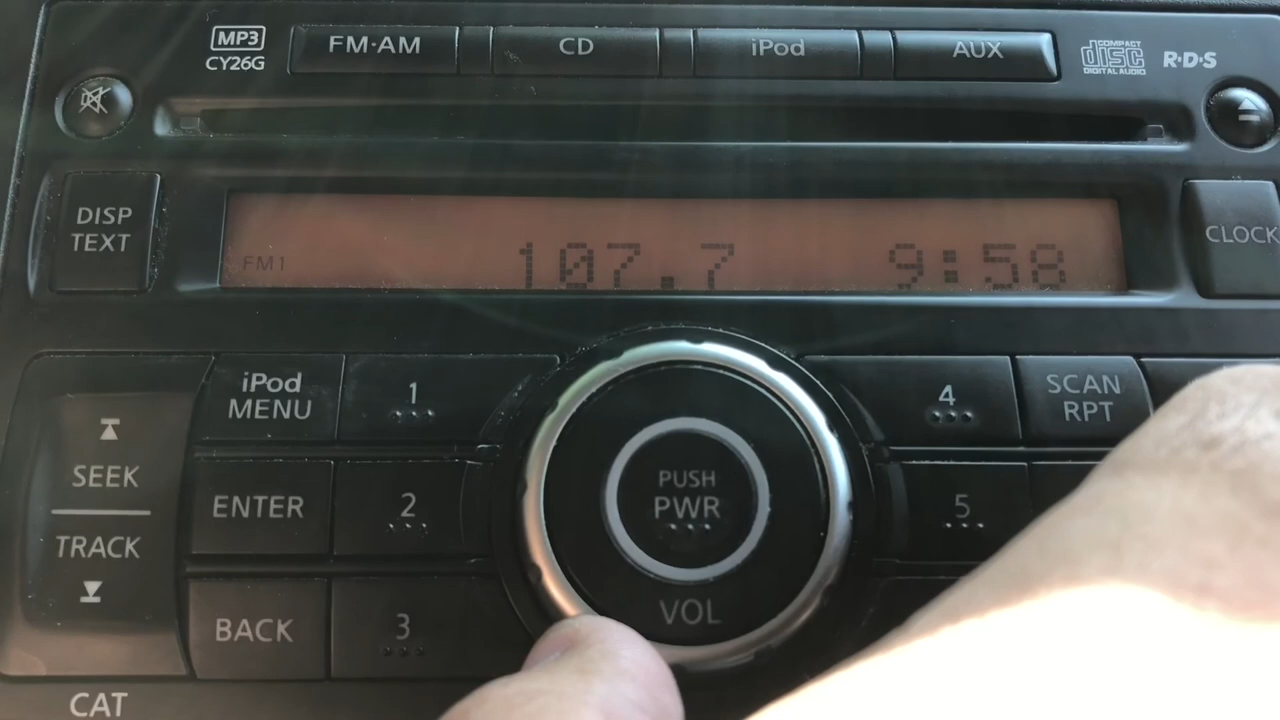 MP3
CY26G
FM·AM
CD
iPod
AUX
COMPACT
disc
DIGITAL AUDIO
R·D·S
DISP
TEXT
FM1
107.7
9:58
CLOCK
SEEK
TRACK
iPod
MENU
ENTER
BACK
1
2
3
PUSH
PWR
VOL
4
5
SCAN
RPT
CAT